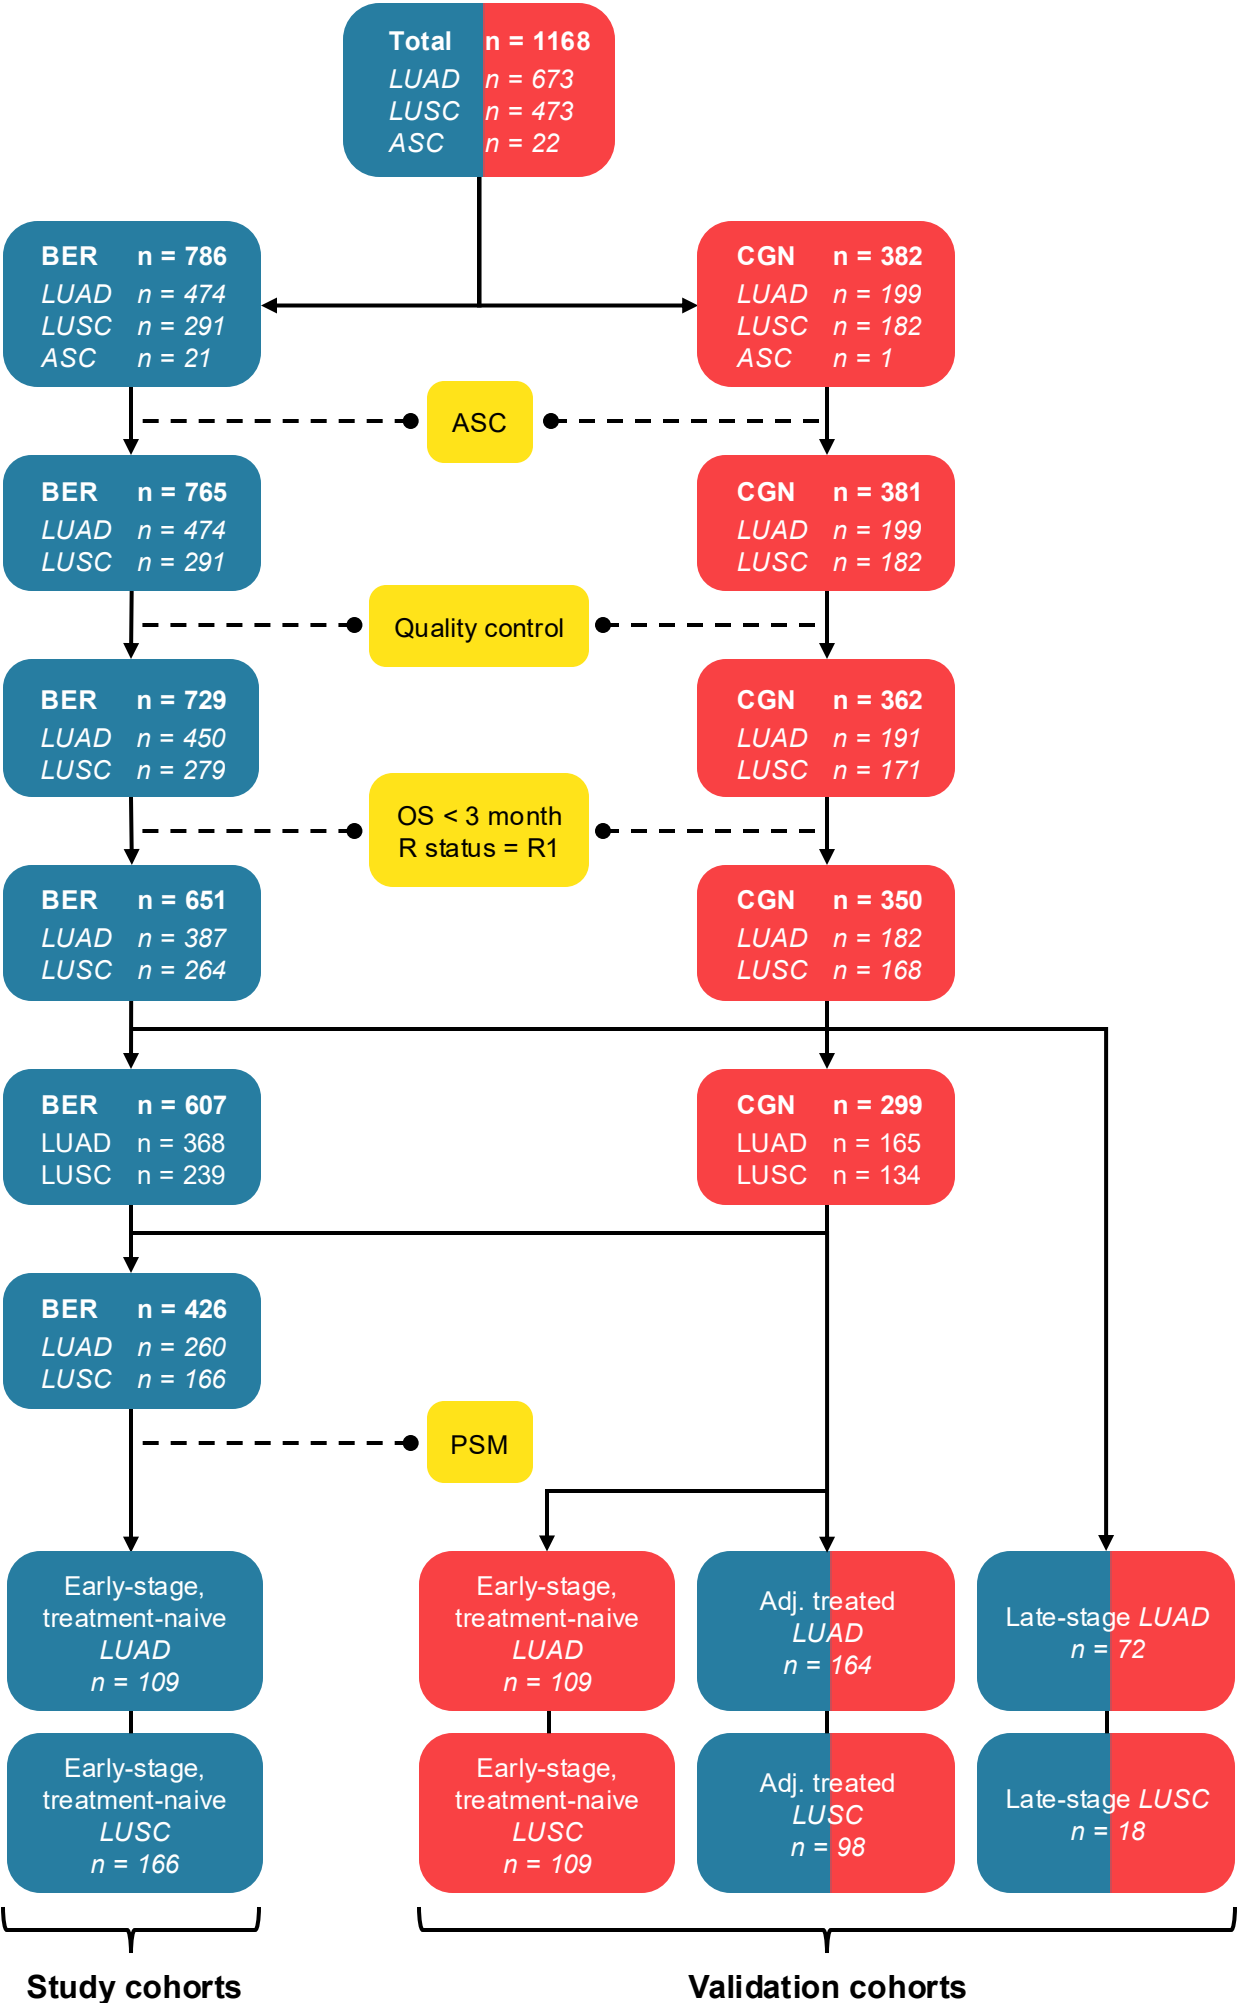 Total n = 1168
LUAD n = 673
LUSC n = 473
ASC n = 22
BER n = 786
LUAD n = 474
LUSC n = 291
ASC n = 21
CGN n = 382
LUAD n = 199
LUSC n = 182
ASC n = 1
ASC
BER n = 765
LUAD n = 474
LUSC n = 291
CGN n = 381
LUAD n = 199
LUSC n = 182
Quality control
BER n = 729
LUAD n = 450
LUSC n = 279
CGN n = 362
LUAD n = 191
LUSC n = 171
OS < 3 month
R status = R1
BER n = 651
LUAD n = 387
LUSC n = 264
CGN n = 350
LUAD n = 182
LUSC n = 168
BER n = 607
LUAD n = 368
LUSC n = 239
CGN n = 299
LUAD n = 165
LUSC n = 134
BER n = 426
LUAD n = 260
LUSC n = 166
PSM
Early-stage,
treatment-naive
LUAD
n = 109
Early-stage,
treatment-naive
LUAD
n = 109
Adj. treated
LUAD
n = 164
Late-stage LUAD
n = 72
Early-stage,
treatment-naive
LUSC
n = 166
Early-stage,
treatment-naive
LUSC
n = 109
Adj. treated
LUSC
n = 98
Late-stage LUSC
n = 18
Study cohorts
Validation cohorts